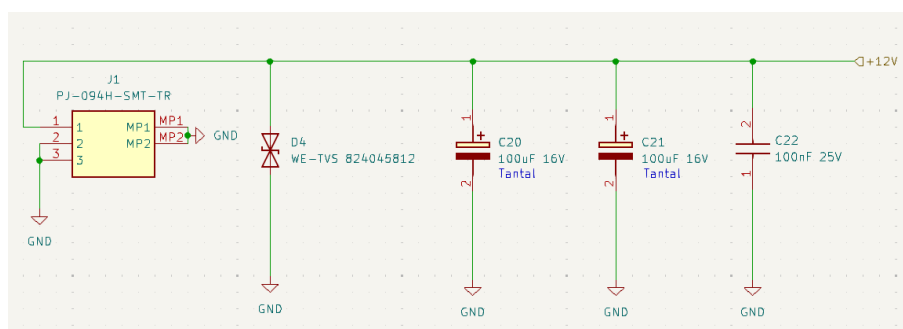 +12V
J1
PJ-094H-SMT-TR
1 1 MP1 MP1
2 2 MP2 MP2
3 3
GND
GND
D4
WE-TVS 824045812
GND
1
+
C20
100uF 16V
Tantal
2
GND
1
+
C21
100uF 16V
Tantal
2
GND
2
C22
100nF 25V
1
GND